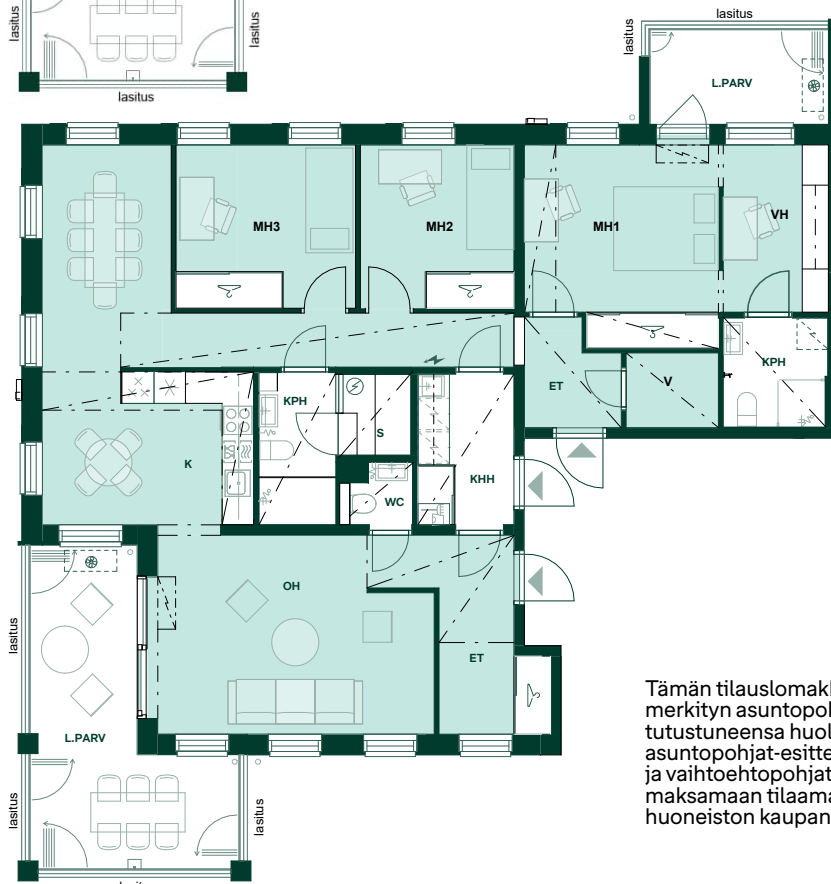 lasitus
lasitus
lasitus
lasitus
lasitus
L.PARV
MH3
MH2
MH1
VH
KPH
ET
V
KPH
S
K
KHH
WC
OH
ET
lasitus
L.PARV
lasitus
lasitus
Tämän tilauslomakk
merkityn asuntopoh
tutustuneensa huol
asuntopohjat-esitte
ja vaihtoehtopohjat
maksamaan tilaama
huoneiston kaupan